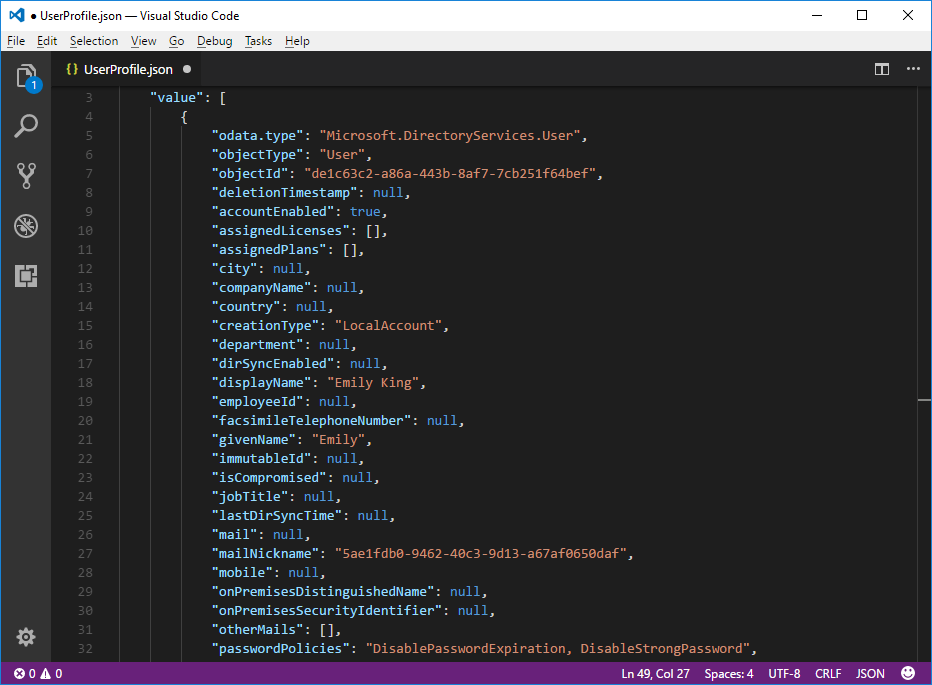 ● UserProfile.json — Visual Studio Code
File Edit Selection View Go Debug Tasks Help
1
{} UserProfile.json ●
3 "value": [
4 {
5 "odata.type": "Microsoft.DirectoryServices.User",
6 "objectType": "User",
7 "objectId": "de1c63c2-a86a-443b-8af7-7cb251f64bef",
8 "deletionTimestamp": null,
9 "accountEnabled": true,
10 "assignedLicenses": [],
11 "assignedPlans": [],
12 "city": null,
13 "companyName": null,
14 "country": null,
15 "creationType": "LocalAccount",
16 "department": null,
17 "dirSyncEnabled": null,
18 "displayName": "Emily King",
19 "employeeId": null,
20 "facsimileTelephoneNumber": null,
21 "givenName": "Emily",
22 "immutableId": null,
23 "isCompromised": null,
24 "jobTitle": null,
25 "lastDirSyncTime": null,
26 "mail": null,
27 "mailNickname": "5ae1fdb0-9462-40c3-9d13-a67af0650daf",
28 "mobile": null,
29 "onPremisesDistinguishedName": null,
30 "onPremisesSecurityIdentifier": null,
31 "otherMails": [],
32 "passwordPolicies": "DisablePasswordExpiration, DisableStrongPassword",
0 0 Ln 49, Col 27 Spaces: 4 UTF-8 CRLF JSON